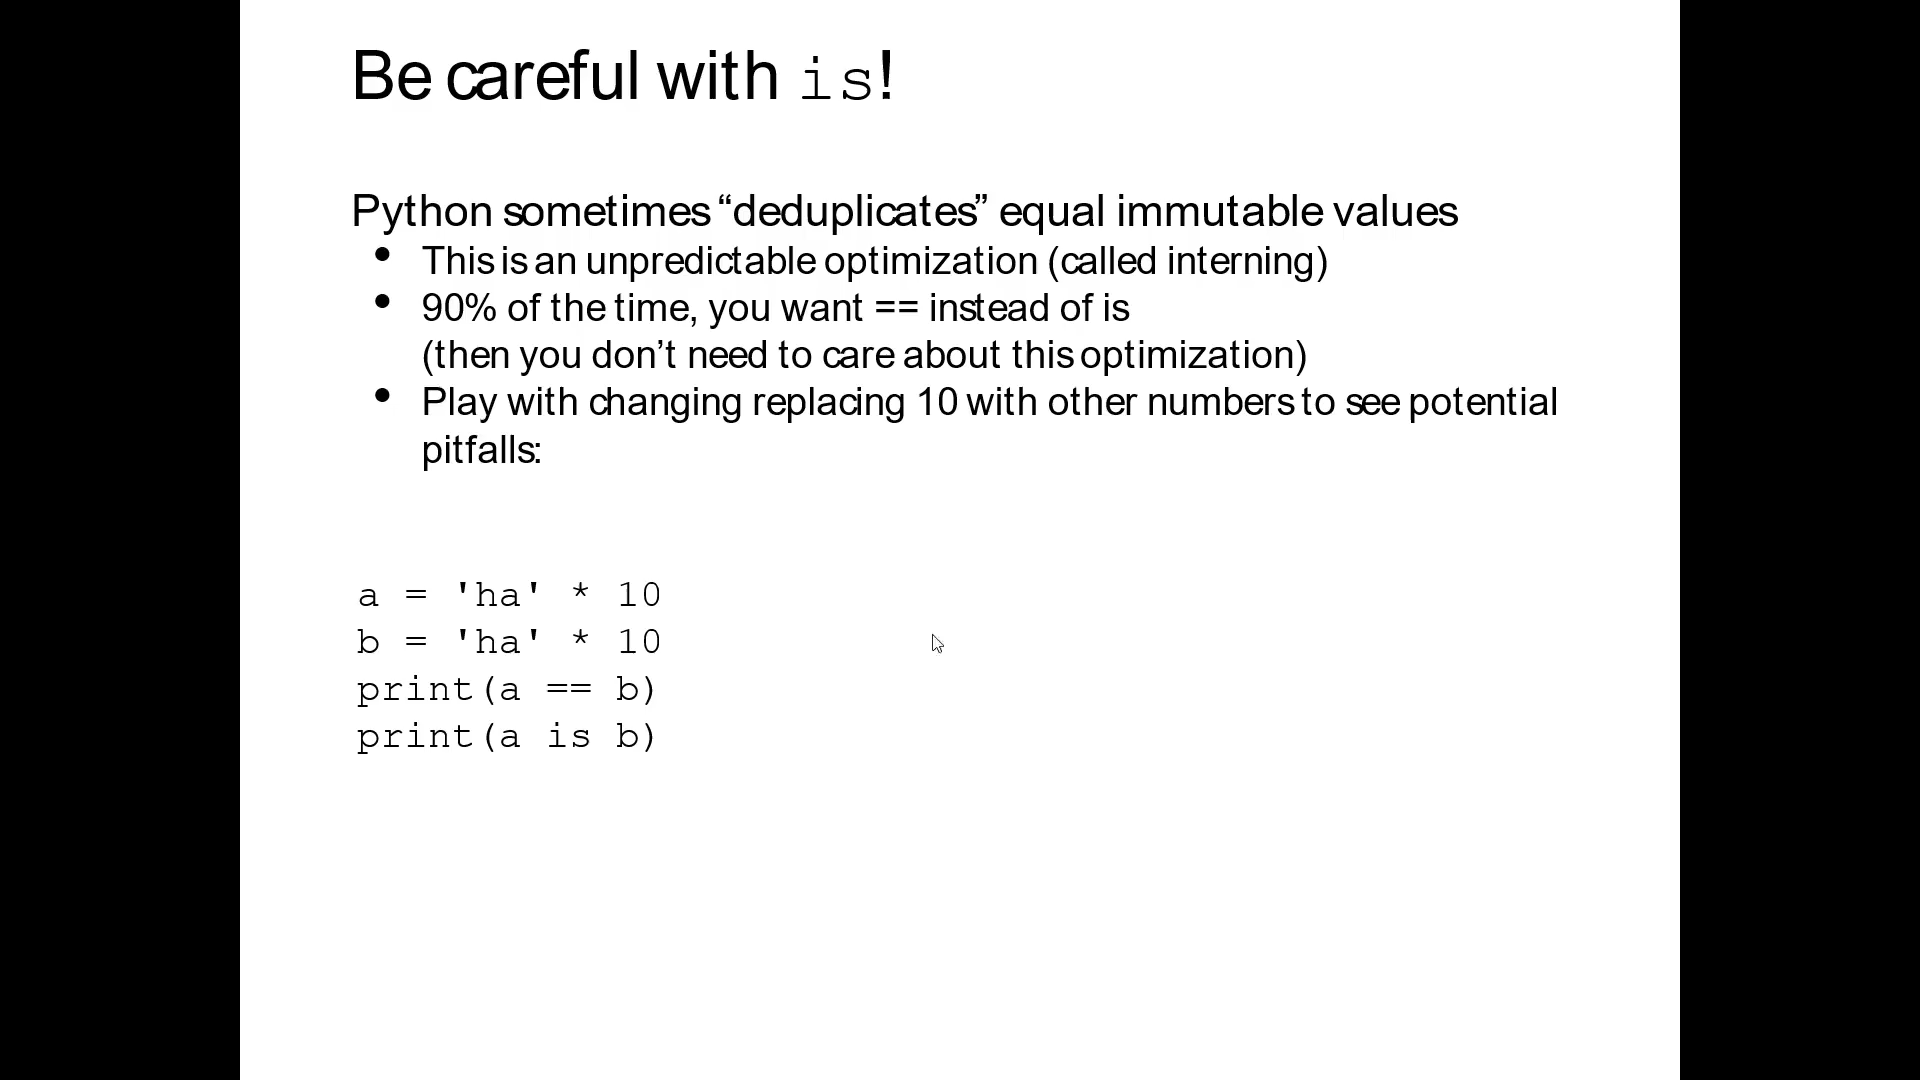 Be careful with is!
Python sometimes “deduplicates” equal immutable values
• This is an unpredictable optimization (called interning)
• 90% of the time, you want == instead of is
(then you don’t need to care about this optimization)
• Play with changing replacing 10 with other numbers to see potential
pitfalls:
a = 'ha' * 10
b = 'ha' * 10
print(a == b)
print(a is b)